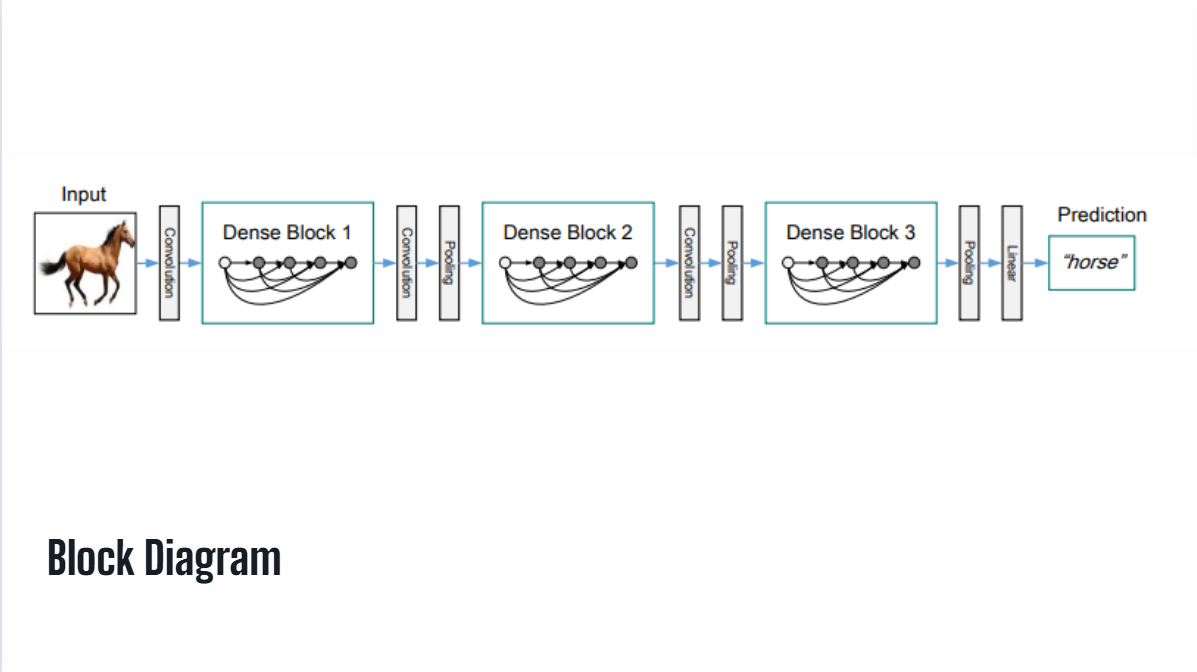 Input
Convolution
Dense Block 1
Convolution
Pooling
Dense Block 2
Convolution
Pooling
Dense Block 3
Pooling
Linear
Prediction
“horse”
Block Diagram